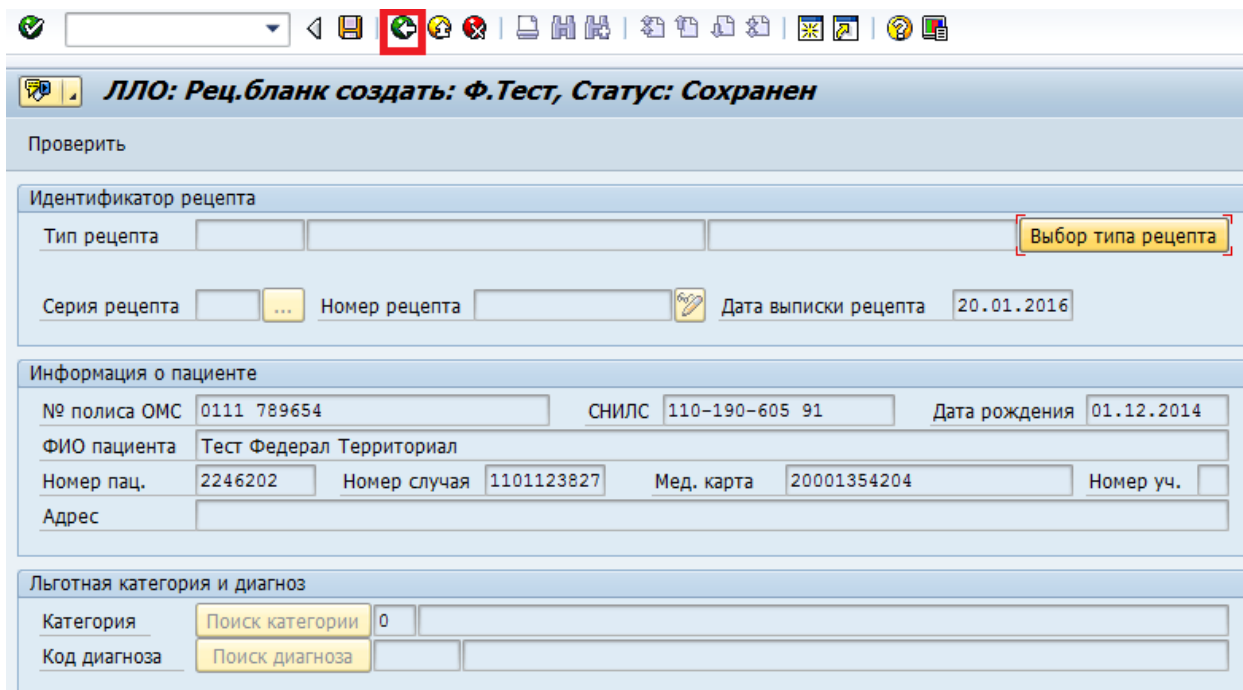 ЛЛО: Рец.бланк создать: Ф.Тест, Статус: Сохранен
Проверить
Идентификатор рецепта
Тип рецепта Выбор типа рецепта
Серия рецепта ... Номер рецепта Дата выписки рецепта 20.01.2016
Информация о пациенте
№ полиса ОМС 0111 789654 СНИЛС 110-190-605 91 Дата рождения 01.12.2014
ФИО пациента Тест Федерал Территориал
Номер пац. 2246202 Номер случая 1101123827 Мед. карта 20001354204 Номер уч.
Адрес
Льготная категория и диагноз
Категория Поиск категории 0
Код диагноза Поиск диагноза